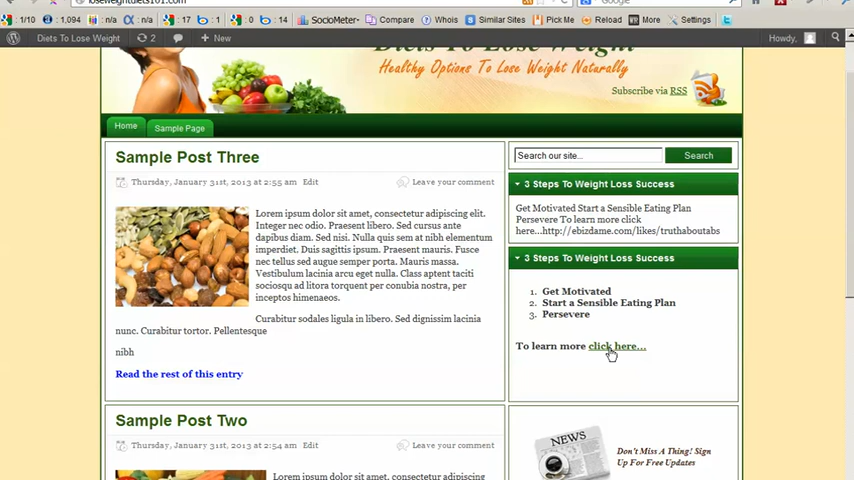 loseweightdiets101.com
1/10
1,094
n/a
n/a
17
1
0
14
SocioMeter
Compare
Whois
Similar Sites
Pick Me
Reload
More
Settings
Diets To Lose Weight
2
New
Howdy,
Diets To Lose Weight
Healthy Options To Lose Weight Naturally
Subscribe via RSS
Home
Sample Page
Sample Post Three
Thursday, January 31st, 2013 at 2:55 am Edit
Leave your comment
Lorem ipsum dolor sit amet, consectetur adipiscing elit.
Integer nec odio. Praesent libero. Sed cursus ante
dapibus diam. Sed nisi. Nulla quis sem at nibh elementum
imperdiet. Duis sagittis ipsum. Praesent mauris. Fusce
nec tellus sed augue semper porta. Mauris massa.
Vestibulum lacinia arcu eget nulla. Class aptent taciti
sociosqu ad litora torquent per conubia nostra, per
inceptos himenaeos.
Curabitur sodales ligula in libero. Sed dignissim lacinia
nunc. Curabitur tortor. Pellentesque
nibh
Read the rest of this entry
Sample Post Two
Thursday, January 31st, 2013 at 2:54 am Edit
Leave your comment
Lorem ipsum dolor sit amet, consectetur adipiscing elit.
Search our site...
Search
3 Steps To Weight Loss Success
Get Motivated Start a Sensible Eating Plan
Persevere To learn more click
here...http://ebizdame.com/likes/truthaboutabs
3 Steps To Weight Loss Success
1. Get Motivated
2. Start a Sensible Eating Plan
3. Persevere
To learn more click here...
NEWS
Don't Miss A Thing! Sign
Up For Free Updates